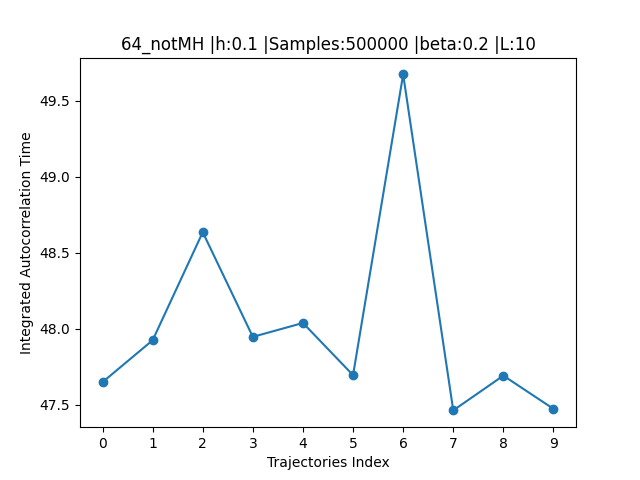 64_notMH |h:0.1 |Samples:500000 |beta:0.2 |L:10
Integrated Autocorrelation Time
49.5
49.0
48.5
48.0
47.5
0 1 2 3 4 5 6 7 8 9
Trajectories Index